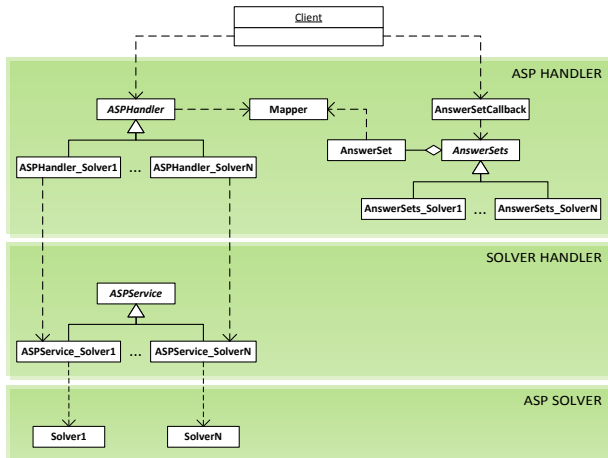 Client
ASP HANDLER
ASPHandler Mapper AnswerSetCallback
AnswerSet AnswerSets
ASPHandler_Solver1 ... ASPHandler_SolverN
AnswerSets_Solver1 ... AnswerSets_SolverN
SOLVER HANDLER
ASPService
ASPService_Solver1 ... ASPService_SolverN
ASP SOLVER
Solver1 SolverN